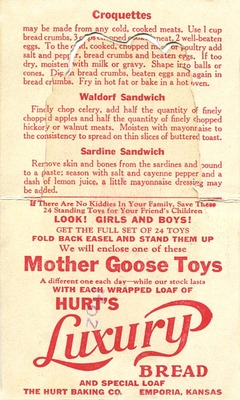 Croquettes
may be made from any cold, cooked meats. Use 1 cup
bread crumbs, 3 meat, 2 well-beaten
eggs. To the cooked, chopped or poultry add
salt and pepper, bread crumbs and beaten eggs. If too
dry, moisten with milk or gravy. Shape into balls or
cones. Dip in bread crumbs, beaten eggs and again in
bread crumbs. Fry in hot fat or bake in a hot oven.
Waldorf Sandwich
Finely chop celery, add half the quantity of finely
chopped apples and half the quantity of finely chopped
hickory or walnut meats. Moisten with mayonnaise to
the consistency to spread on thin slices of buttered toast.
Sardine Sandwich
Remove skin and bones from the sardines and pound
to a paste; season with salt and cayenne pepper and a
dash of lemon juice, a little mayonnaise dressing may
be added.
If There Are No Kiddies In Your Family, Save These
24 Standing Toys for Your Friend's Children
LOOK! GIRLS AND BOYS!
GET THE FULL SET OF 24 TOYS
FOLD BACK EASEL AND STAND THEM UP
We will enclose one of these
Mother Goose Toys
A different one each day—while our stock lasts
WITH EACH WRAPPED LOAF OF
HURT'S
Luxury
BREAD
AND SPECIAL LOAF
THE HURT BAKING CO. EMPORIA, KANSAS